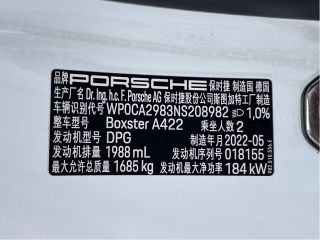 品牌 PORSCHE 保时捷 制造国 德国
生产厂名 Dr. Ing. h.c. F. Porsche AG 保时捷股份公司斯图加特工厂制造
车辆识别代号 WP0CA2983NS208982 1,0%
整车型号 Boxster A422 乘坐人数 2
发动机型号 DPG 制造年月 2022-05
发动机排量 1988 mL 发动机序列号 018155
最大允许总质量 1685 kg 发动机最大净功率 184 kW